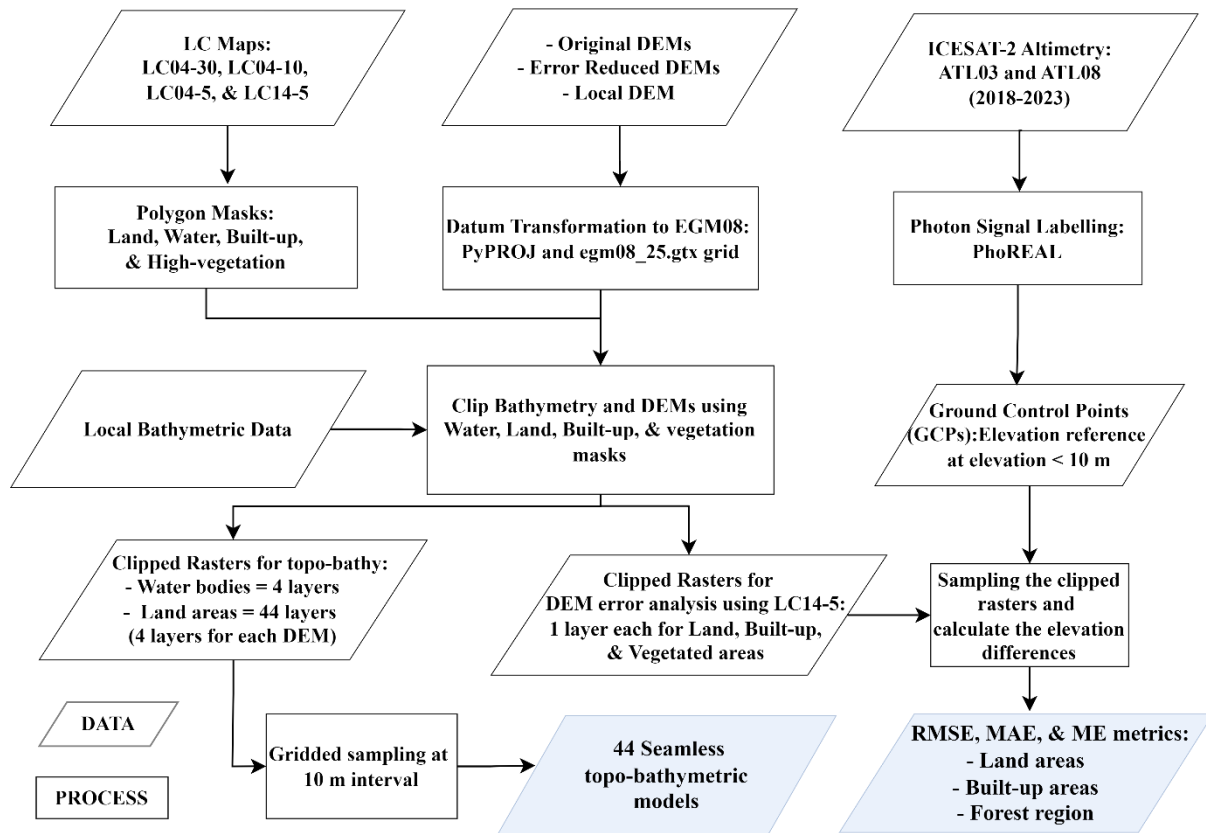 LC Maps:
LC04-30, LC04-10,
LC04-5, & LC14-5
- Original DEMs
- Error Reduced DEMs
- Local DEM
ICESAT-2 Altimetry:
ATL03 and ATL08
(2018-2023)
Polygon Masks:
Land, Water, Built-up,
& High-vegetation
Datum Transformation to EGM08:
PyPROJ and egm08_25.gtx grid
Photon Signal Labelling:
PhoREAL
Local Bathymetric Data
Clip Bathymetry and DEMs using
Water, Land, Built-up, & vegetation
masks
Ground Control Points
(GCPs):Elevation reference
at elevation < 10 m
Clipped Rasters for topo-bathy:
- Water bodies = 4 layers
- Land areas = 44 layers
(4 layers for each DEM)
Clipped Rasters for
DEM error analysis using LC14-5:
1 layer each for Land, Built-up,
& Vegetated areas
Sampling the clipped
rasters and
calculate the elevation
differences
DATA
PROCESS
Gridded sampling at
10 m interval
44 Seamless
topo-bathymetric
models
RMSE, MAE, & ME metrics:
- Land areas
- Built-up areas
- Forest region